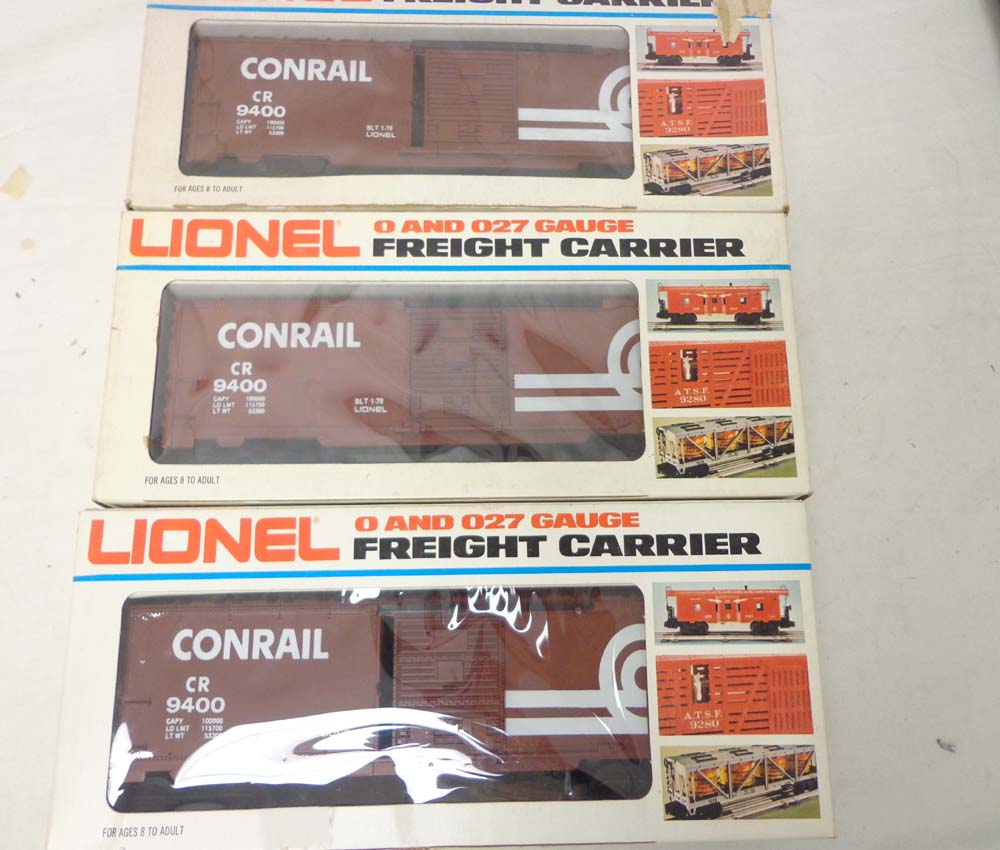 LIONEL FREIGHT CARRIER
CONRAIL
CR
9400
CAPY 100000
LD LMT 115700
LT WT 53300
BLT 1-78
LIONEL
A.T.S.F.
9280
FOR AGES 8 TO ADULT
LIONEL
O AND 027 GAUGE
FREIGHT CARRIER
CONRAIL
CR
9400
CAPY 100000
LD LMT 115700
LT WT 53300
BLT 1-78
LIONEL
A.T.S.F.
9280
FOR AGES 8 TO ADULT
LIONEL
O AND 027 GAUGE
FREIGHT CARRIER
CONRAIL
CR
9400
CAPY 100000
LD LMT 115700
LT WT 5330
A.T.S.F.
9280
FOR AGES 8 TO ADULT